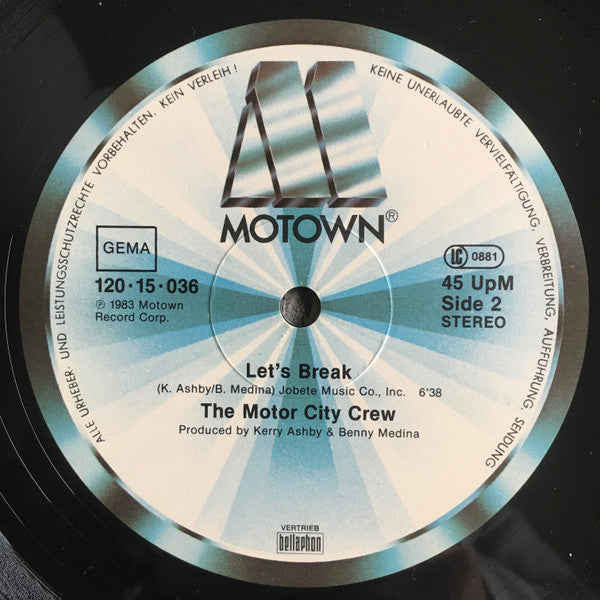 ALLE URHEBER- UND LEISTUNGSSCHUTZRECHTE VORBEHALTEN. KEIN VERLEIH! KEINE UNERLAUBTE VERVIELFÄLTIGUNG, VERBREITUNG, AUFFÜHRUNG, SENDUNG
M
MOTOWN®
GEMA
LC 0881
120·15·036
℗ 1983 Motown
Record Corp.
45 UpM
Side 2
STEREO
Let's Break
(K. Ashby/B. Medina) Jobete Music Co., Inc. 6'38
The Motor City Crew
Produced by Kerry Ashby & Benny Medina
VERTRIEB
bellaphon